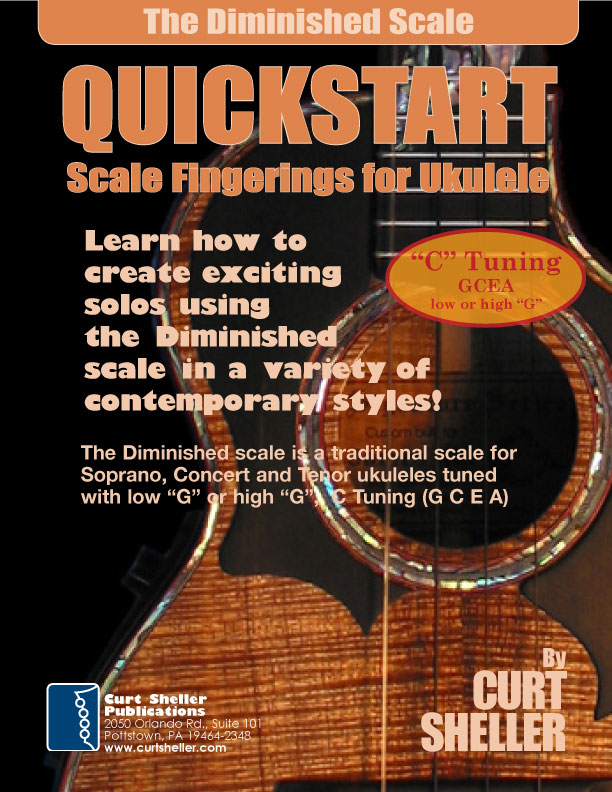 The Diminished Scale
QUICKSTART
Scale Fingerings for Ukulele
Learn how to
create exciting
solos using
the Diminished
scale in a variety of
contemporary styles!
“C” Tuning
GCEA
low or high “G”
The Diminished scale is a traditional scale for
Soprano, Concert and Tenor ukuleles tuned
with low “G” or high “G”, C Tuning (G C E A)
By
CURT
SHELLER
Curt Sheller
Publications
2050 Orlando Rd., Suite 101
Pottstown, PA 19464-2348
www.curtsheller.com